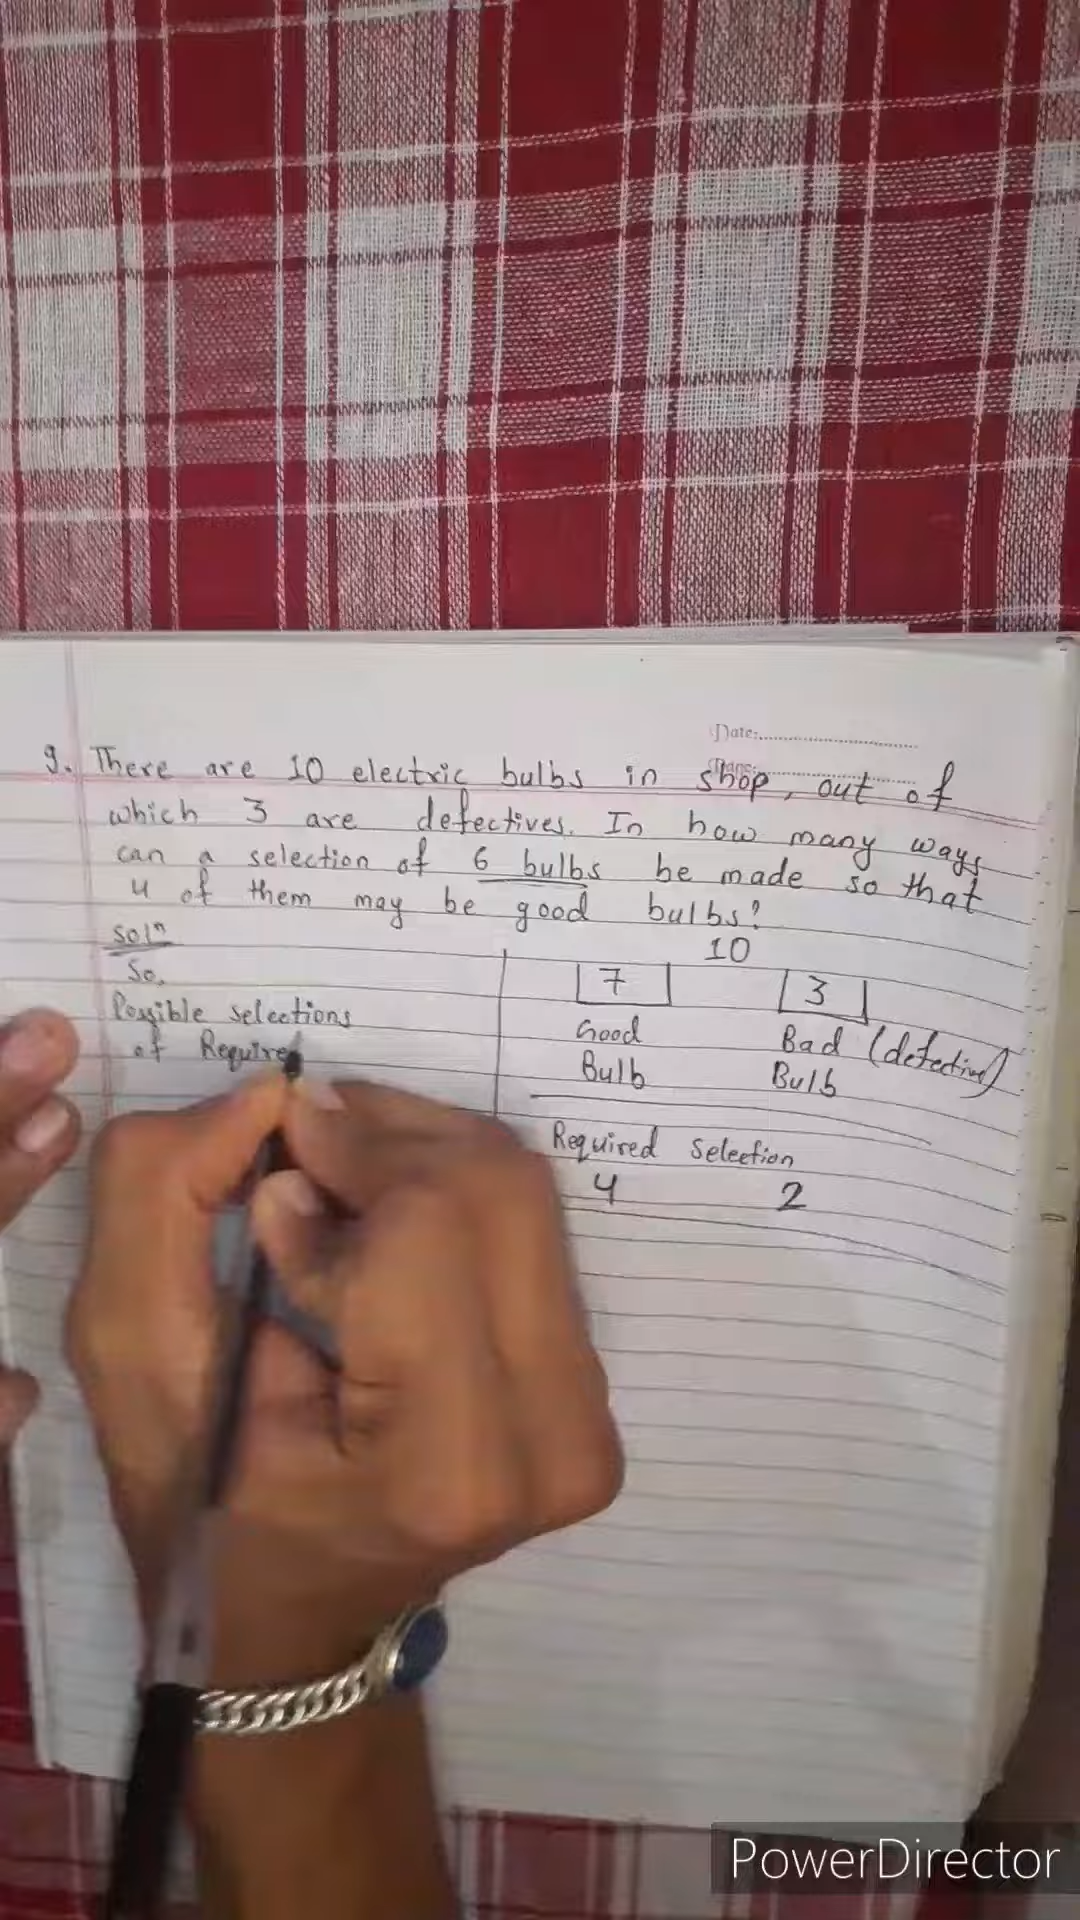 Date:
9. There are 10 electric bulbs in shop, out of
which 3 are defectives. In how many ways
can a selection of 6 bulbs be made so that
4 of them may be good bulbs?
Solⁿ
So,
Possible selections
of Require
10
7 3
Good Bad (defective)
Bulb Bulb
Required Selection
4 2
PowerDirector